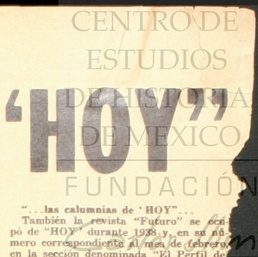 CENTRO DE
ESTUDIOS
DE HISTORIA
DE MEXICO
FUNDACIÓN
'HOY''
"...las calumnias de 'HOY"...
También la revista "Futuro" se ocu-
pó de "HOY" durante 1938 y, en su nú-
mero correspondiente al mes de febrero
en la sección denominada "El Perfil de